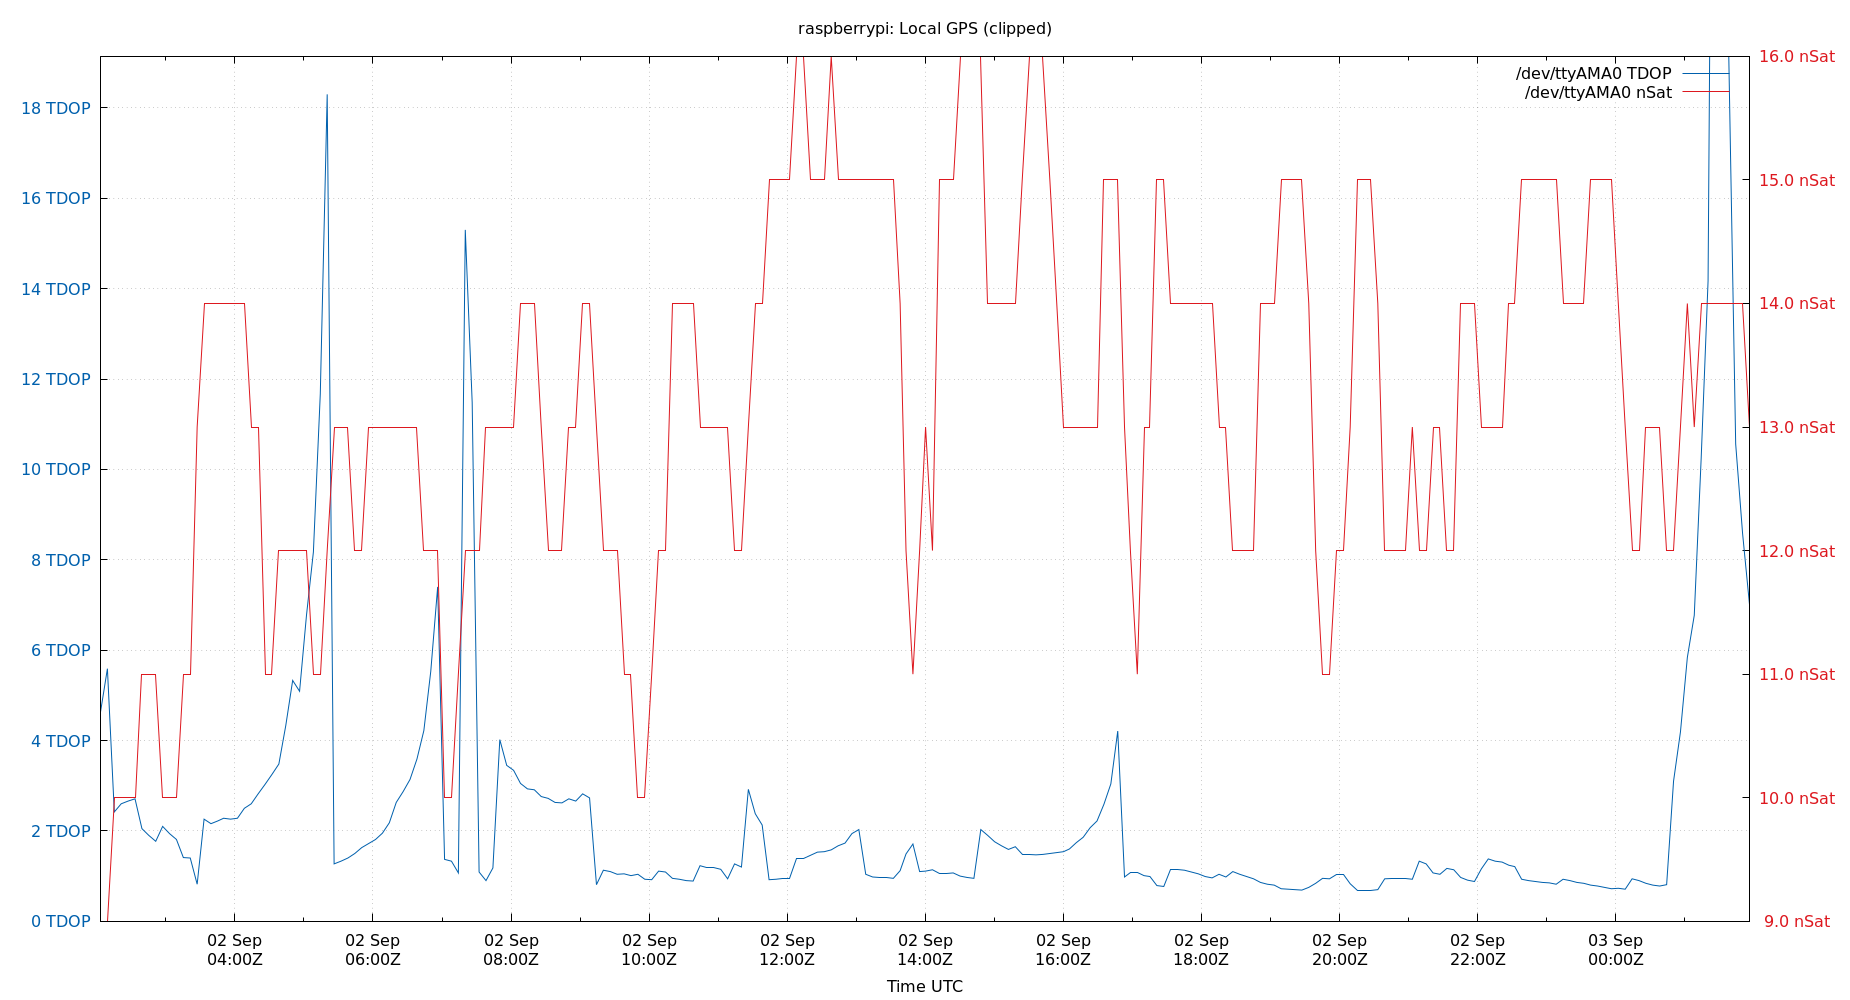 raspberrypi: Local GPS (clipped)
/dev/ttyAMA0 TDOP
/dev/ttyAMA0 nSat
18 TDOP
16 TDOP
14 TDOP
12 TDOP
10 TDOP
8 TDOP
6 TDOP
4 TDOP
2 TDOP
0 TDOP
16.0 nSat
15.0 nSat
14.0 nSat
13.0 nSat
12.0 nSat
11.0 nSat
10.0 nSat
9.0 nSat
02 Sep
04:00Z
02 Sep
06:00Z
02 Sep
08:00Z
02 Sep
10:00Z
02 Sep
12:00Z
02 Sep
14:00Z
02 Sep
16:00Z
02 Sep
18:00Z
02 Sep
20:00Z
02 Sep
22:00Z
03 Sep
00:00Z
Time UTC